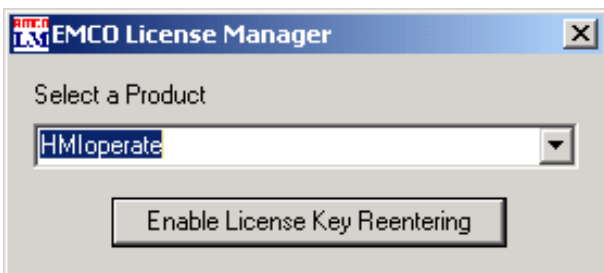 EMCO License Manager
Select a Product
HMIoperate
Enable License Key Reentering